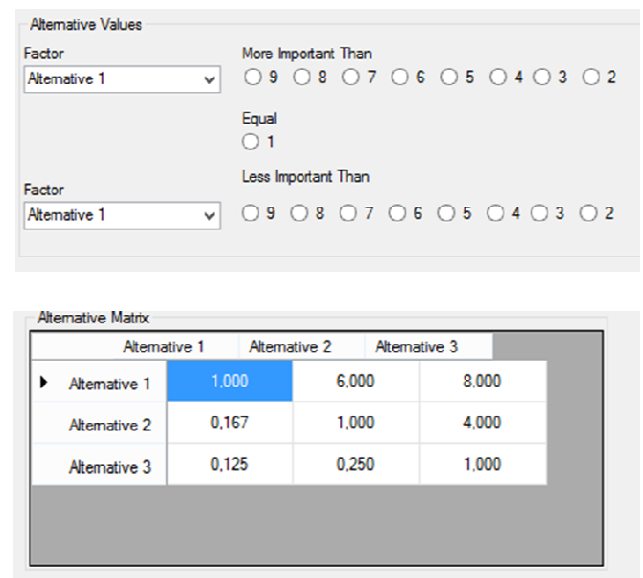 Alternative Values
Factor More Important Than
Alternative 1 9 8 7 6 5 4 3 2
Equal
1
Less Important Than
Factor
Alternative 1 9 8 7 6 5 4 3 2
Alternative Matrix
Alternative 1 Alternative 2 Alternative 3
Alternative 1 1,000 6,000 8,000
Alternative 2 0,167 1,000 4,000
Alternative 3 0,125 0,250 1,000